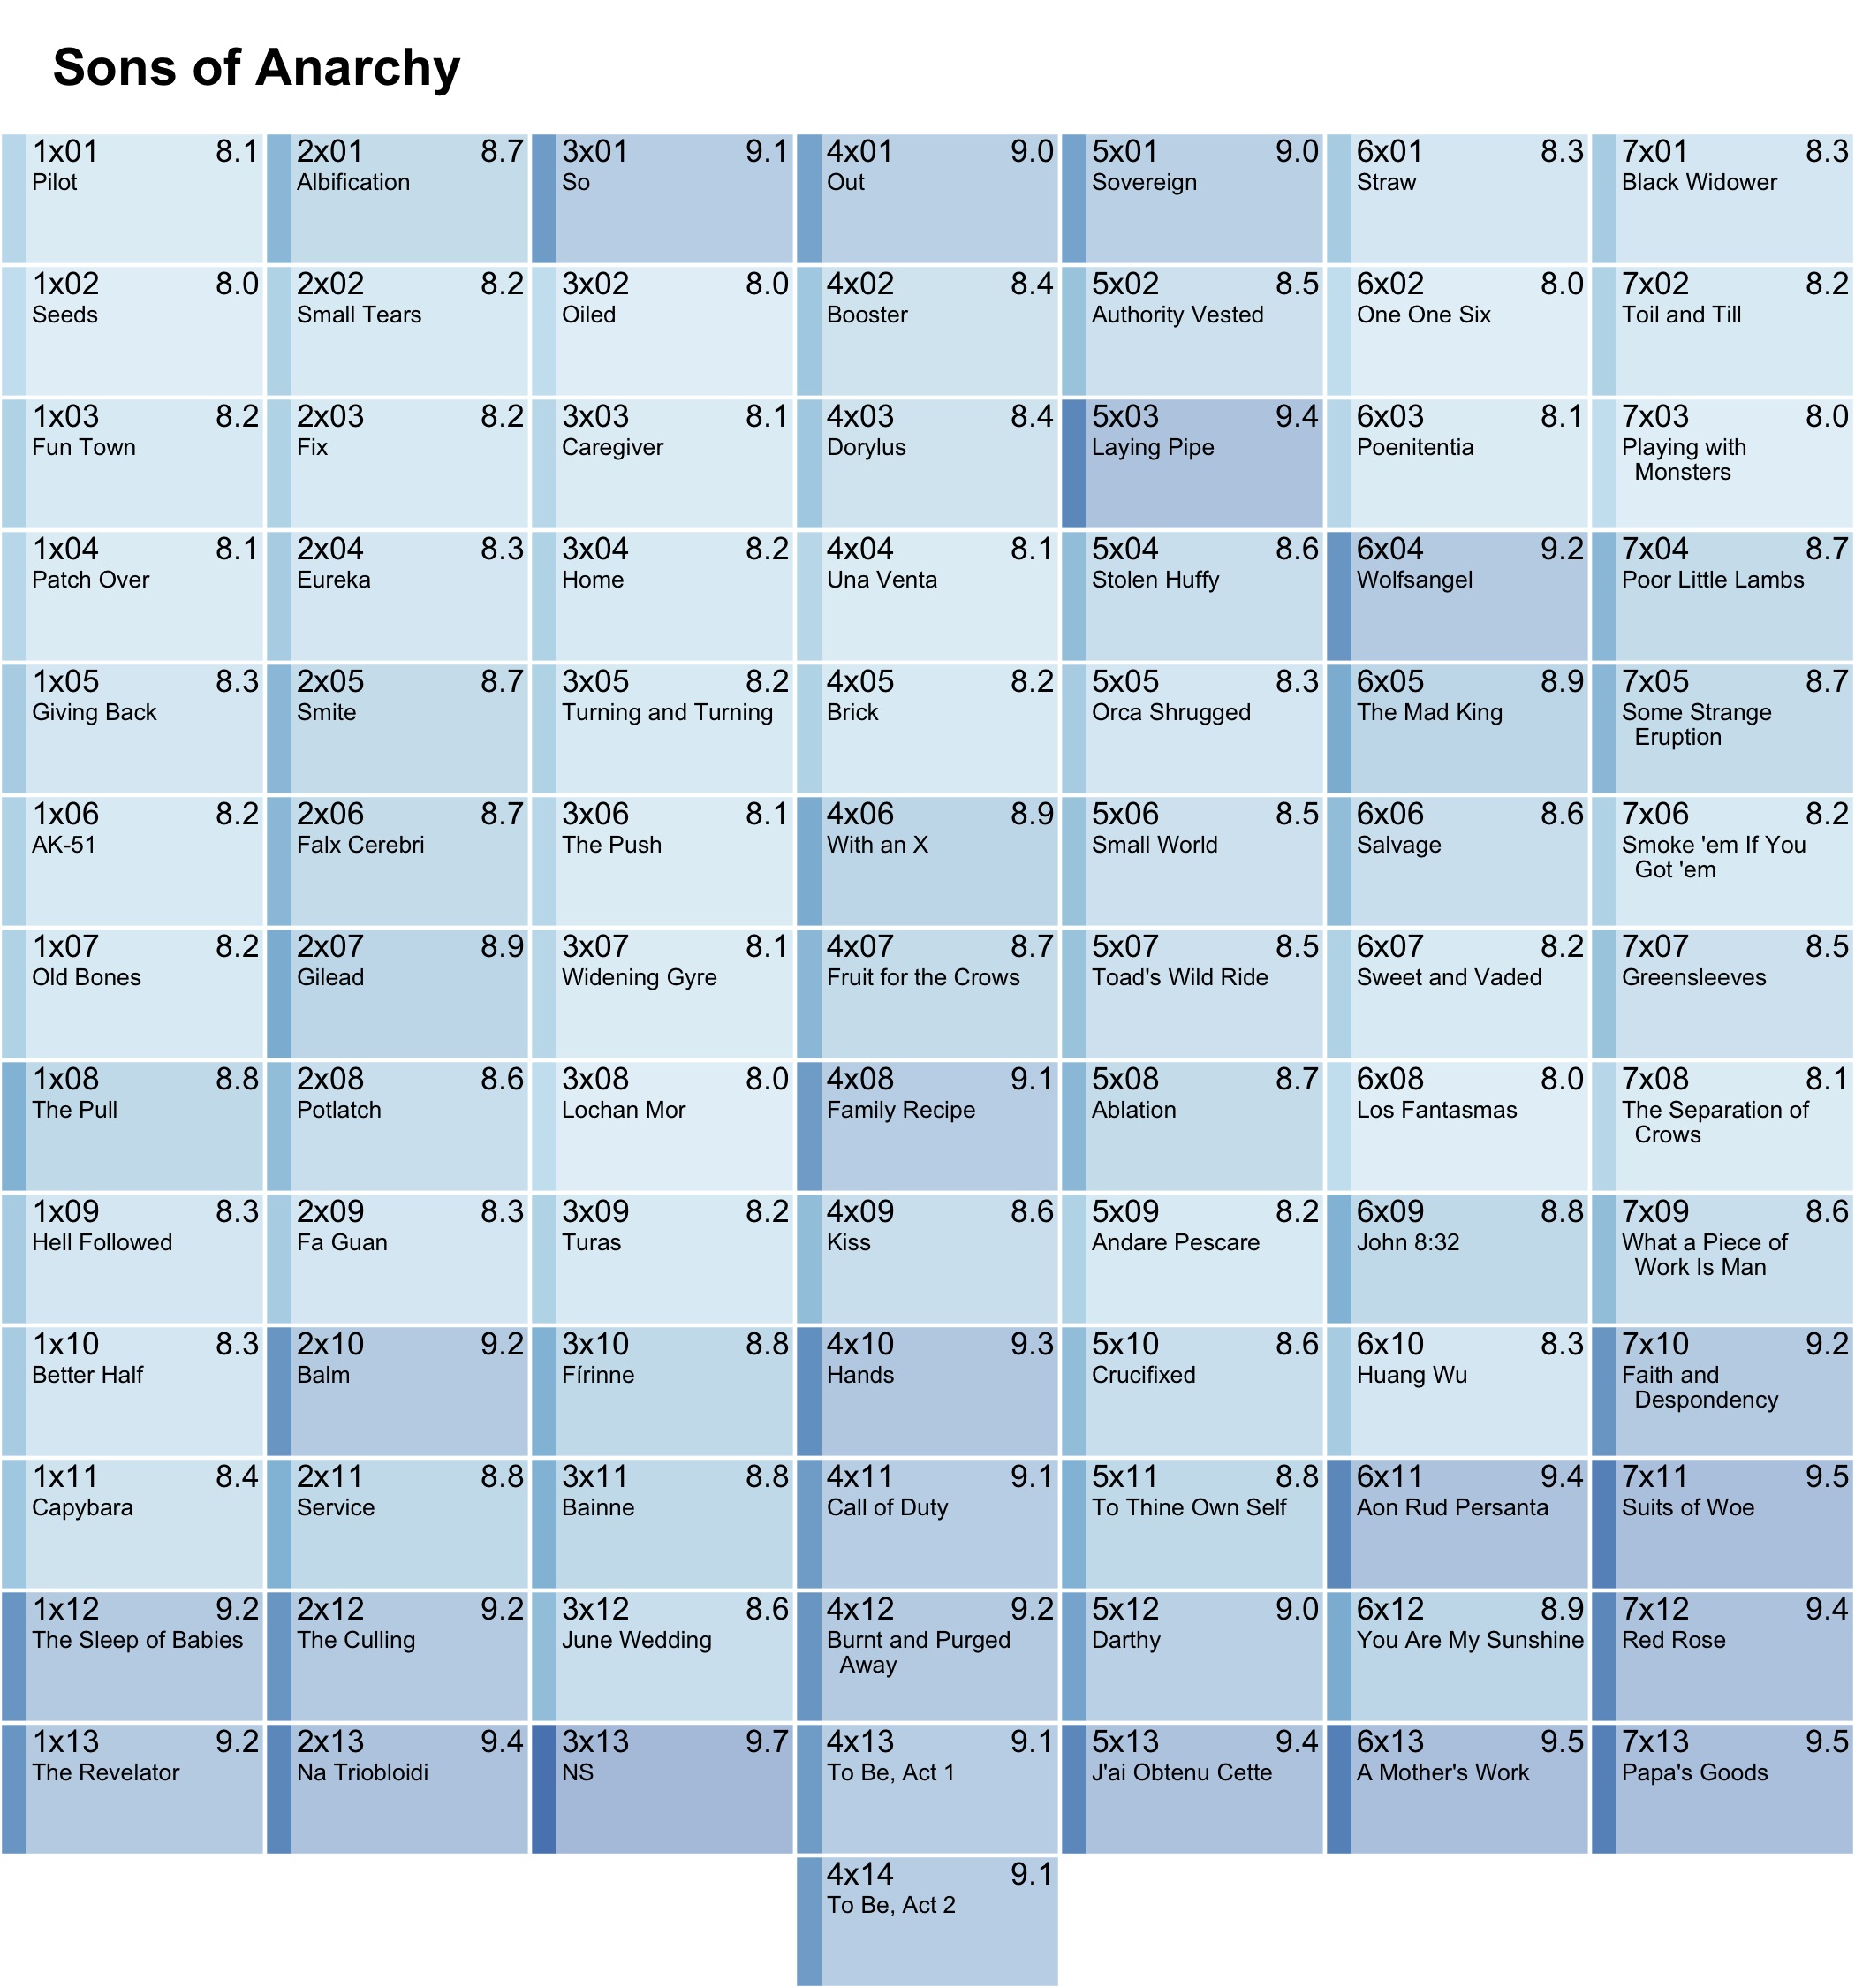 Sons of Anarchy
1x01 8.1 2x01 8.7 3x01 9.1 4x01 9.0 5x01 9.0 6x01 8.3 7x01 8.3
Pilot Albification So Out Sovereign Straw Black Widower
1x02 8.0 2x02 8.2 3x02 8.0 4x02 8.4 5x02 8.5 6x02 8.0 7x02 8.2
Seeds Small Tears Oiled Booster Authority Vested One One Six Toil and Till
1x03 8.2 2x03 8.2 3x03 8.1 4x03 8.4 5x03 9.4 6x03 8.1 7x03 8.0
Fun Town Fix Caregiver Dorylus Laying Pipe Poenitentia Playing with
Monsters
1x04 8.1 2x04 8.3 3x04 8.2 4x04 8.1 5x04 8.6 6x04 9.2 7x04 8.7
Patch Over Eureka Home Una Venta Stolen Huffy Wolfsangel Poor Little Lambs
1x05 8.3 2x05 8.7 3x05 8.2 4x05 8.2 5x05 8.3 6x05 8.9 7x05 8.7
Giving Back Smite Turning and Turning Brick Orca Shrugged The Mad King Some Strange
Eruption
1x06 8.2 2x06 8.7 3x06 8.1 4x06 8.9 5x06 8.5 6x06 8.6 7x06 8.2
AK-51 Falx Cerebri The Push With an X Small World Salvage Smoke 'em If You
Got 'em
1x07 8.2 2x07 8.9 3x07 8.1 4x07 8.7 5x07 8.5 6x07 8.2 7x07 8.5
Old Bones Gilead Widening Gyre Fruit for the Crows Toad's Wild Ride Sweet and Vaded Greensleeves
1x08 8.8 2x08 8.6 3x08 8.0 4x08 9.1 5x08 8.7 6x08 8.0 7x08 8.1
The Pull Potlatch Lochan Mor Family Recipe Ablation Los Fantasmas The Separation of
Crows
1x09 8.3 2x09 8.3 3x09 8.2 4x09 8.6 5x09 8.2 6x09 8.8 7x09 8.6
Hell Followed Fa Guan Turas Kiss Andare Pescare John 8:32 What a Piece of
Work Is Man
1x10 8.3 2x10 9.2 3x10 8.8 4x10 9.3 5x10 8.6 6x10 8.3 7x10 9.2
Better Half Balm Fírinne Hands Crucifixed Huang Wu Faith and
Despondency
1x11 8.4 2x11 8.8 3x11 8.8 4x11 9.1 5x11 8.8 6x11 9.4 7x11 9.5
Capybara Service Bainne Call of Duty To Thine Own Self Aon Rud Persanta Suits of Woe
1x12 9.2 2x12 9.2 3x12 8.6 4x12 9.2 5x12 9.0 6x12 8.9 7x12 9.4
The Sleep of Babies The Culling June Wedding Burnt and Purged Darthy You Are My Sunshine Red Rose
Away
1x13 9.2 2x13 9.4 3x13 9.7 4x13 9.1 5x13 9.4 6x13 9.5 7x13 9.5
The Revelator Na Triobloidi NS To Be, Act 1 J'ai Obtenu Cette A Mother's Work Papa's Goods
4x14 9.1
To Be, Act 2